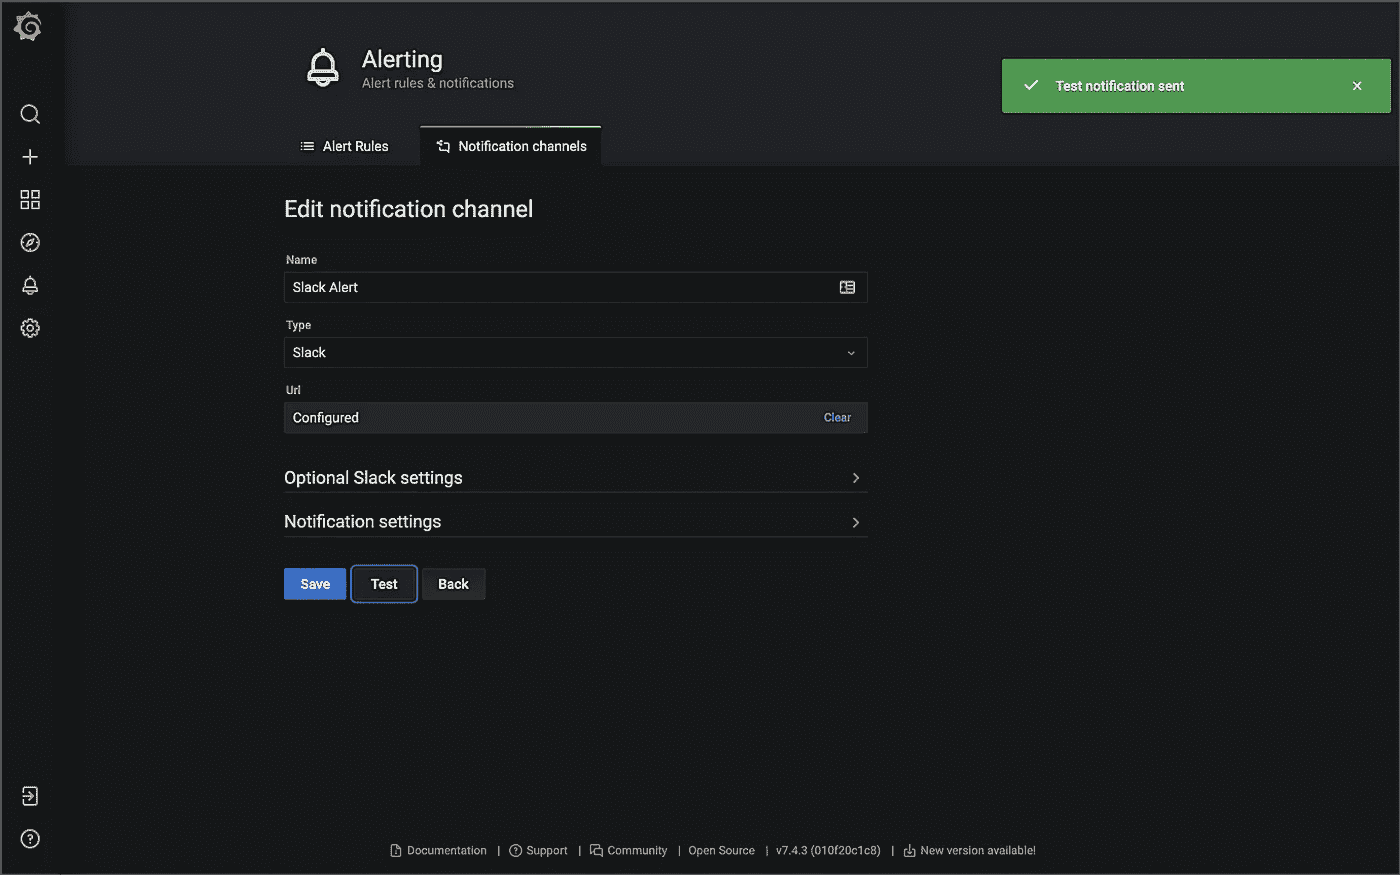 Alerting
Alert rules & notifications
Test notification sent
Alert Rules
Notification channels
Edit notification channel
Name
Slack Alert
Type
Slack
Url
Configured
Clear
Optional Slack settings
Notification settings
Save
Test
Back
Documentation | Support | Community | Open Source | v7.4.3 (010f20c1c8) | New version available!